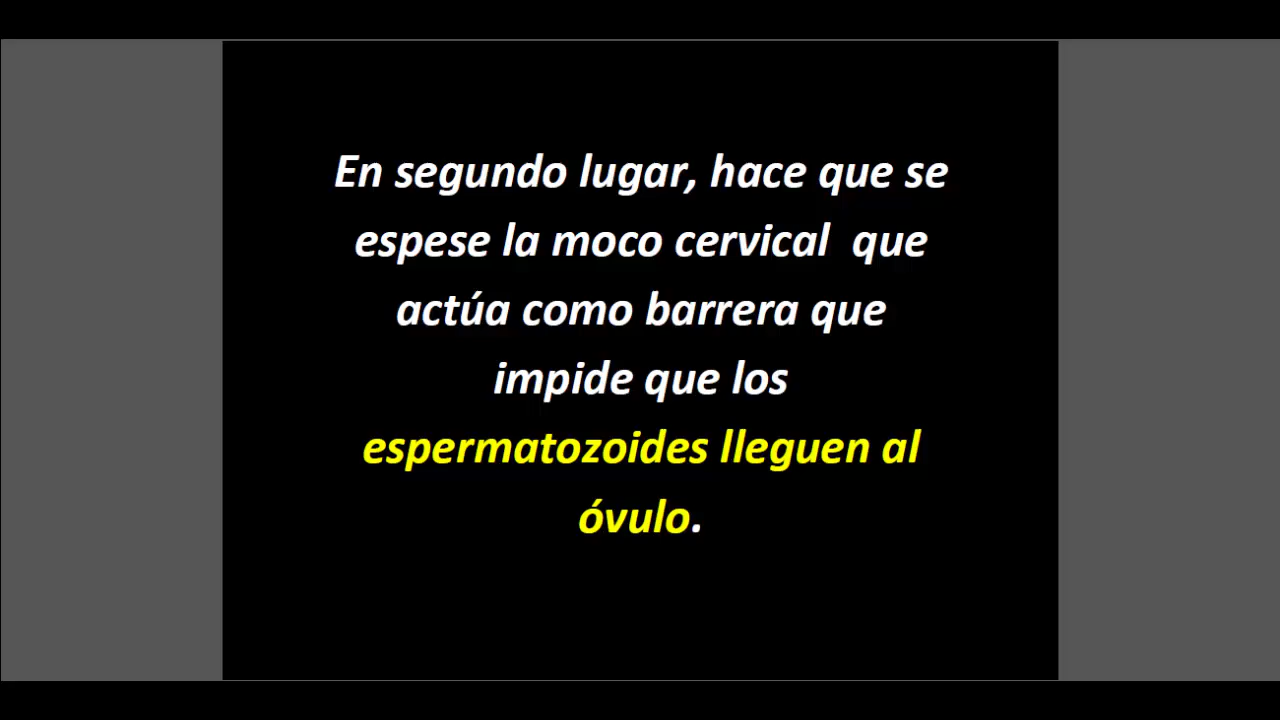 En segundo lugar, hace que se
espese la moco cervical  que
actúa como barrera que
impide que los
espermatozoides lleguen al
óvulo.